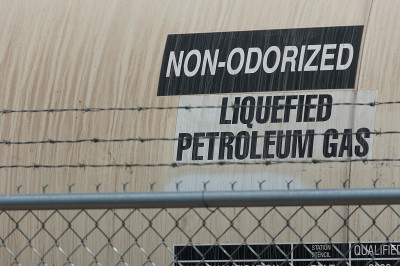 NON-ODORIZED
LIQUEFIED
PETROLEUM GAS
STATION
STENCIL
QUALIFIED